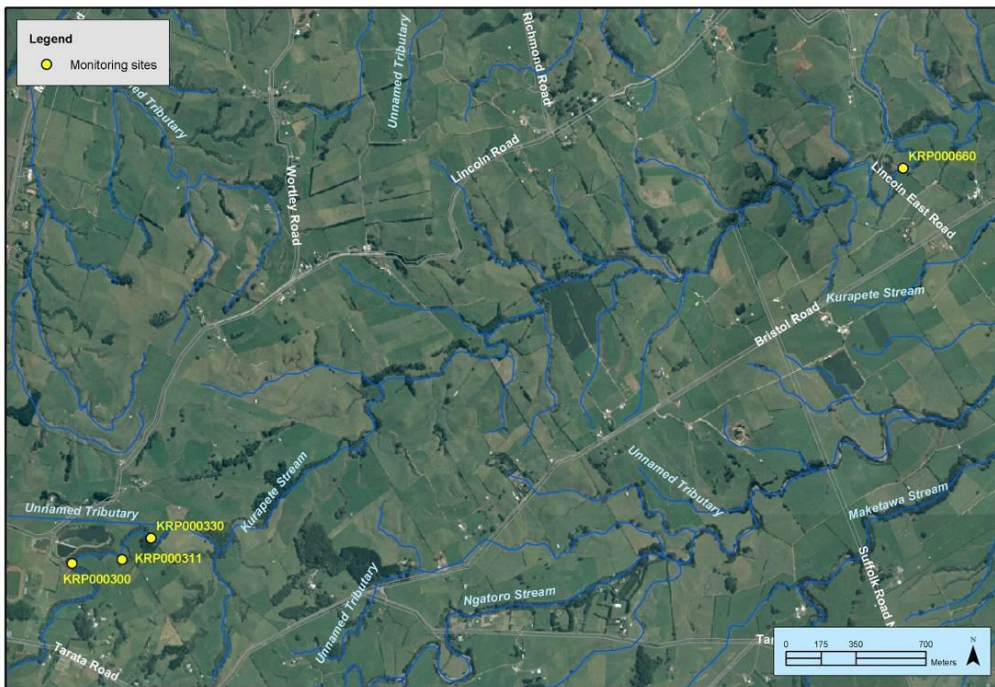 Legend
Monitoring sites
Unnamed Tributary
Unnamed Tributary
Richmond Road
Lincoln Road
Wortley Road
KRP000660
Lincoln East Road
Kurapete Stream
Bristol Road
Kurapete Stream
Unnamed Tributary
Maketawa Stream
Unnamed Tributary
KRP000330
KRP000311
KRP000300
Unnamed Tributary
Ngatoro Stream
Suffolk Road N
Tarata Road
Tar
0 175 350 700
Meters
N